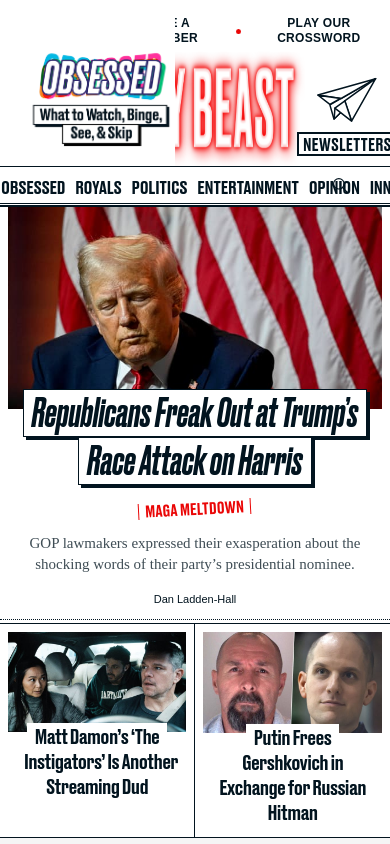 E A
BER
PLAY OUR
CROSSWORD
OBSESSED
What to Watch, Binge,
See, & Skip
Y BEAST
NEWSLETTERS
OBSESSED ROYALS POLITICS ENTERTAINMENT OPINION INN
Republicans Freak Out at Trump’s
Race Attack on Harris
MAGA MELTDOWN
GOP lawmakers expressed their exasperation about the
shocking words of their party’s presidential nominee.
Dan Ladden-Hall
Matt Damon’s ‘The
Instigators’ Is Another
Streaming Dud
Putin Frees
Gershkovich in
Exchange for Russian
Hitman